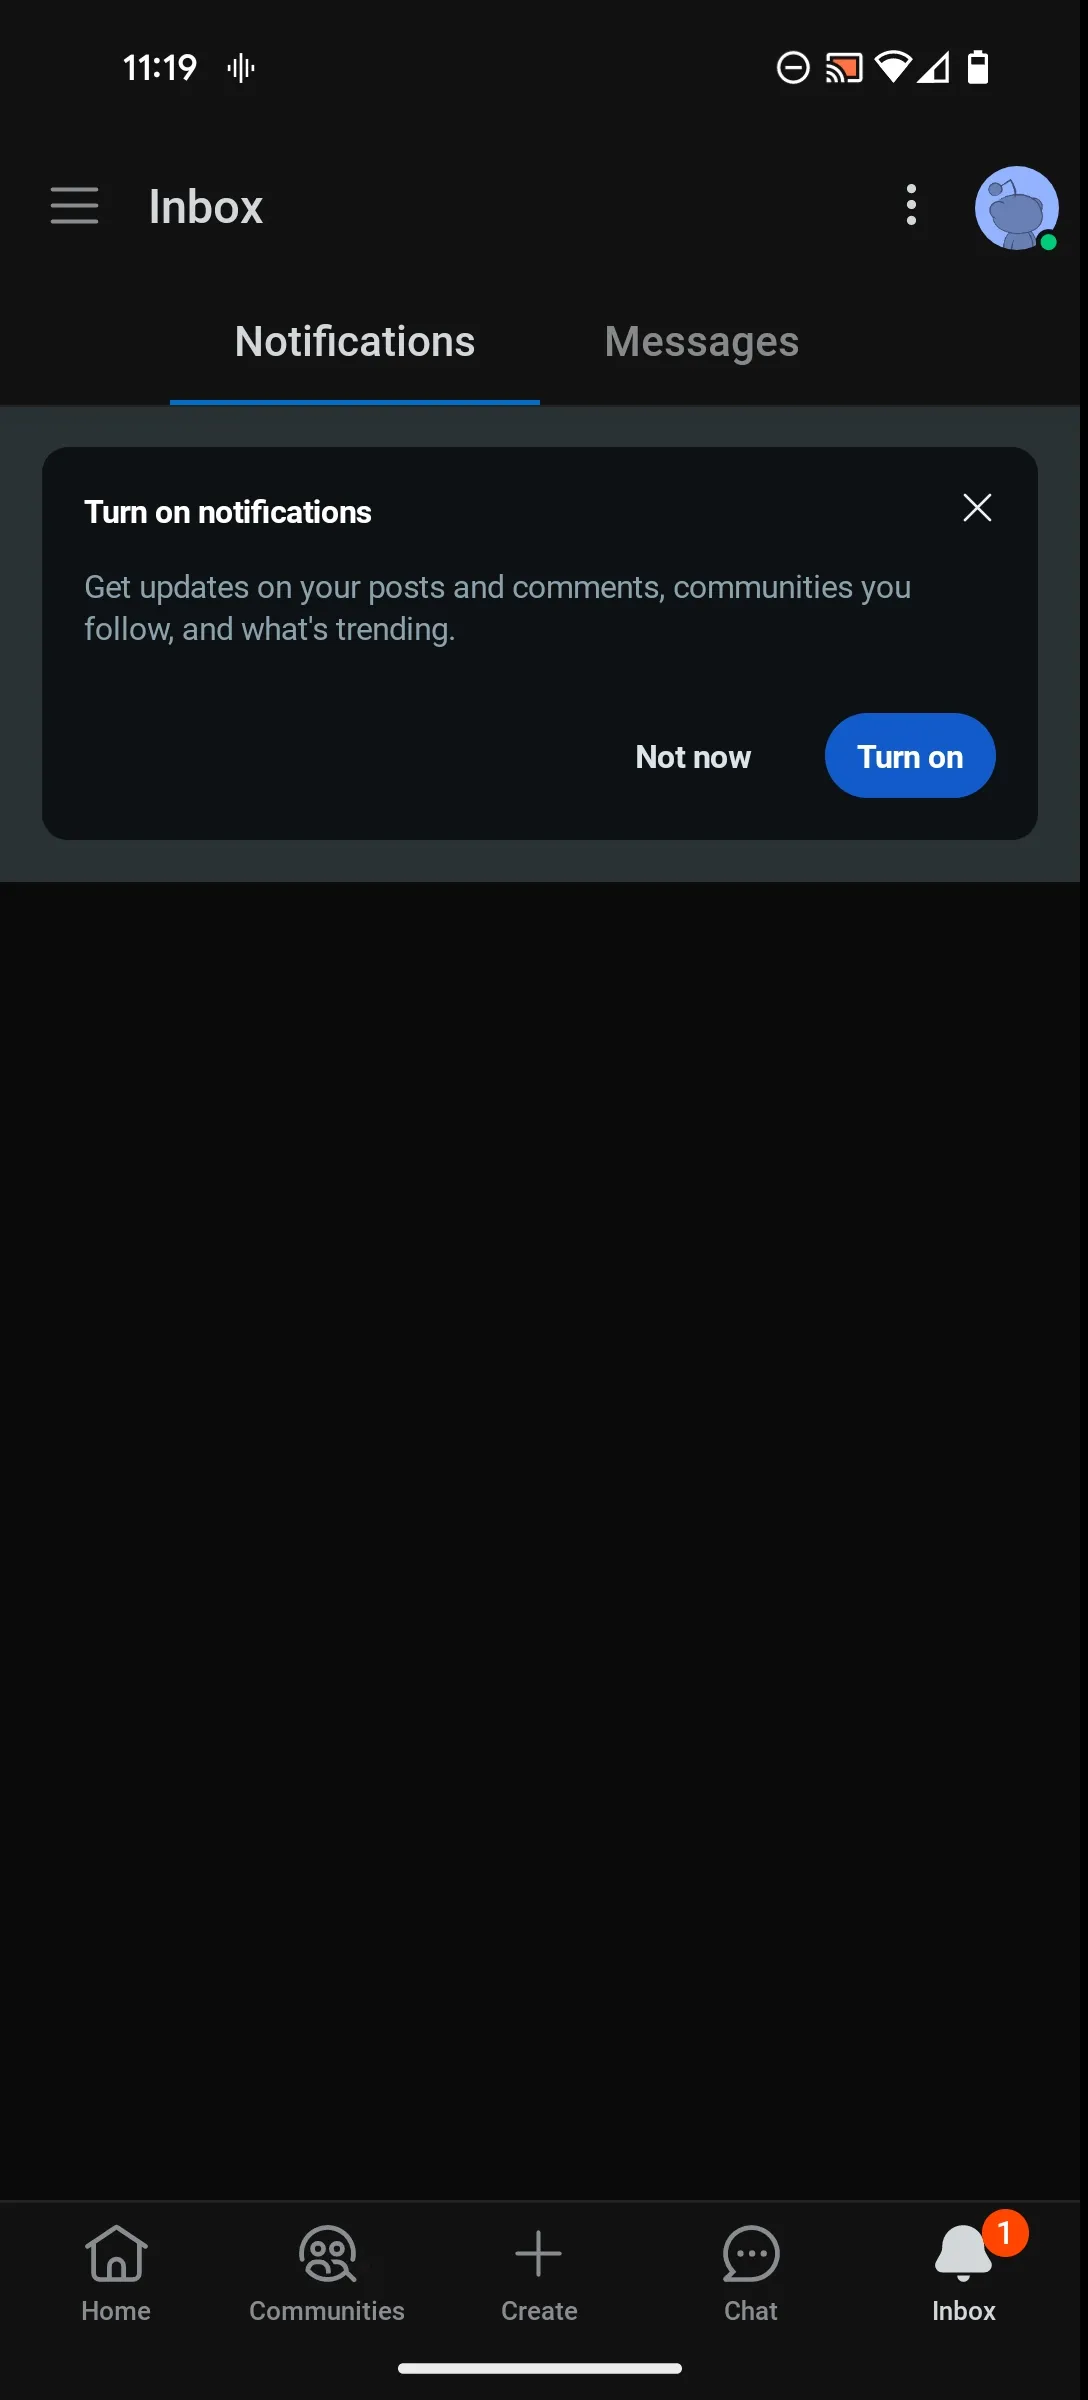 11:19
Inbox
Notifications
Messages
Turn on notifications
Get updates on your posts and comments, communities you
follow, and what's trending.
Not now
Turn on
1
Home
Communities
Create
Chat
Inbox